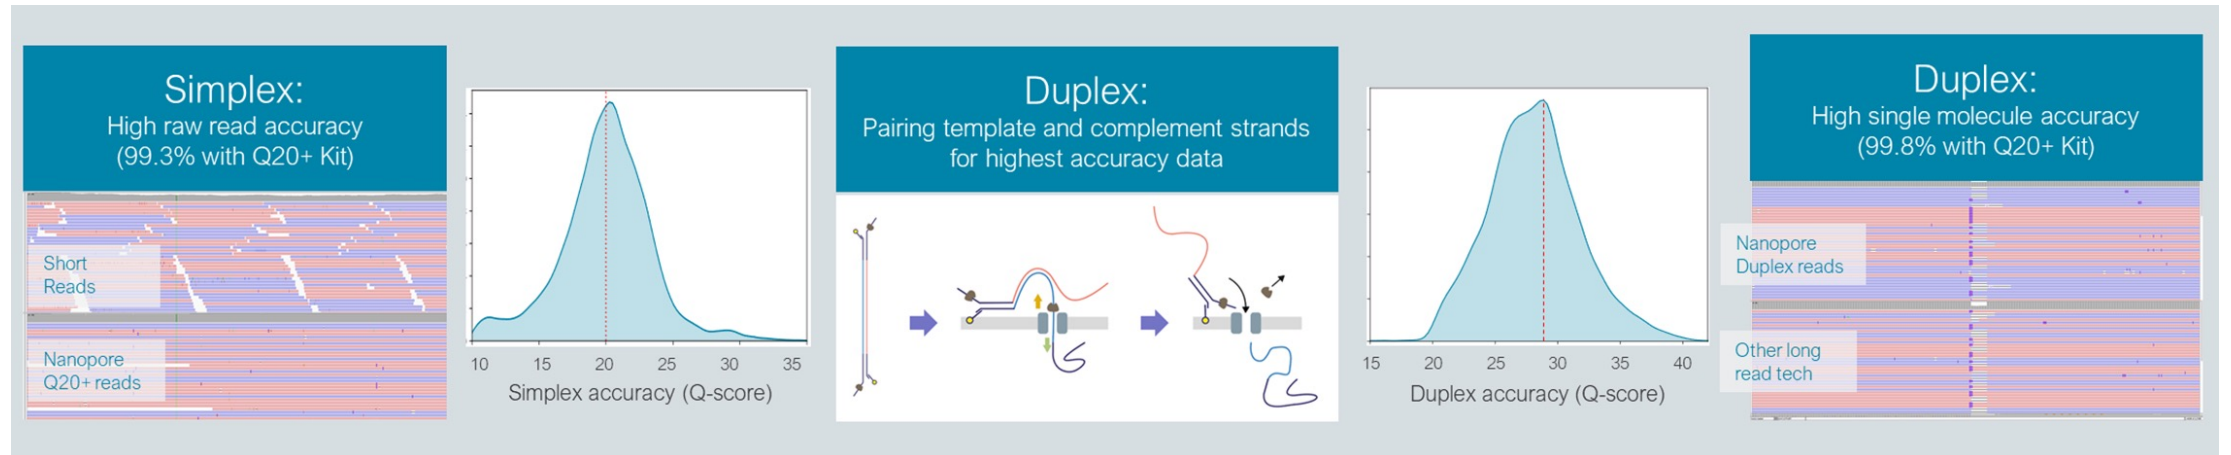 Simplex:
High raw read accuracy
(99.3% with Q20+ Kit)
Short
Reads
Nanopore
Q20+ reads
10 15 20 25 30 35
Simplex accuracy (Q-score)
Duplex:
Pairing template and complement strands
for highest accuracy data
15 20 25 30 35 40
Duplex accuracy (Q-score)
Duplex:
High single molecule accuracy
(99.8% with Q20+ Kit)
Nanopore
Duplex reads
Other long
read tech